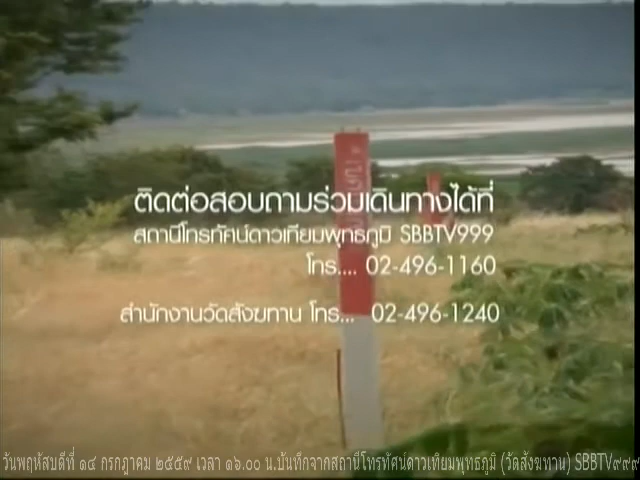 ติดต่อสอบถามร่วมเดินทางได้ที่
สถานีโทรทัศน์ดาวเทียมพุทธภูมิ SBBTV999
โทร.... 02-496-1160
สำนักงานวัดสังฆทาน โทร... 02-496-1240
วันพฤหัสบดีที่ ๑๔ กรกฎาคม ๒๕๕๙ เวลา ๑๖.๐๐ น.บันทึกจากสถานีโทรทัศน์ดาวเทียมพุทธภูมิ (วัดสังฆทาน) SBBTV๙๙๙